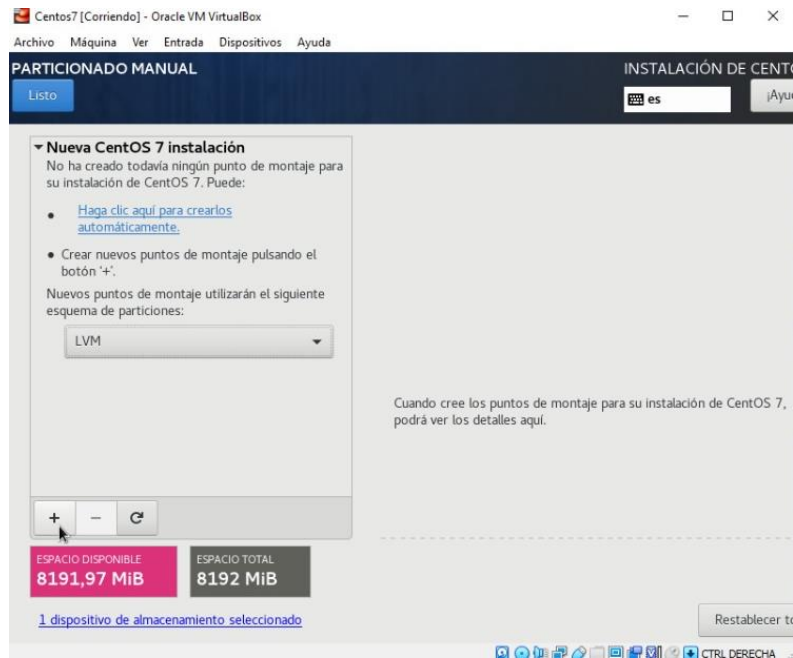 Centos7 [Corriendo] - Oracle VM VirtualBox
Archivo Máquina Ver Entrada Dispositivos Ayuda
PARTICIONADO MANUAL
INSTALACIÓN DE CENTO
Listo
es
¡Ayu
Nueva CentOS 7 instalación
No ha creado todavía ningún punto de montaje para
su instalación de CentOS 7. Puede:
• Haga clic aquí para crearlos
automáticamente.
• Crear nuevos puntos de montaje pulsando el
botón '+'.
Nuevos puntos de montaje utilizarán el siguiente
esquema de particiones:
LVM
Cuando cree los puntos de montaje para su instalación de CentOS 7,
podrá ver los detalles aquí.
+ −
ESPACIO DISPONIBLE
8191,97 MiB
ESPACIO TOTAL
8192 MiB
1 dispositivo de almacenamiento seleccionado
Restablecer to
CTRL DERECHA